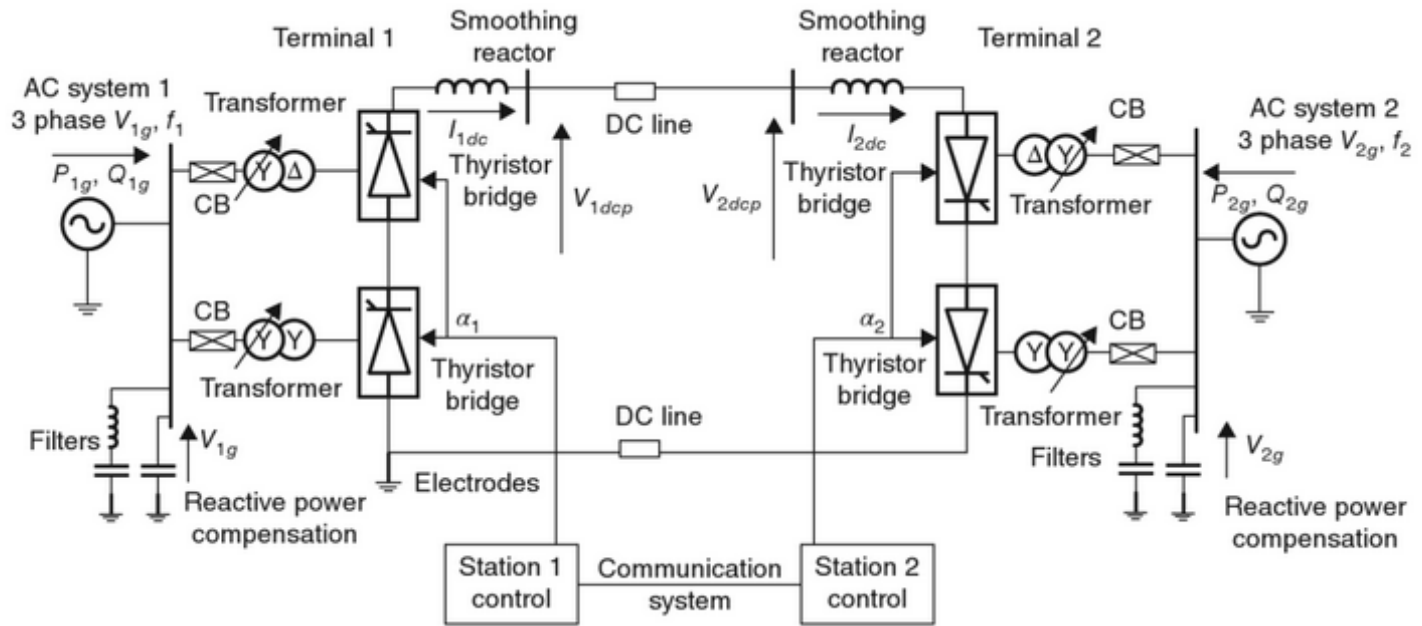 Smoothing
reactor
Smoothing
reactor
Terminal 1
Terminal 2
AC system 1
3 phase V1g, f1
Transformer
CB
AC system 2
3 phase V2g, f2
I1dc
DC line
I2dc
P1g, Q1g
Y Δ
Thyristor
bridge
V1dcp
V2dcp
Thyristor
bridge
Δ Y
Transformer
P2g, Q2g
CB
CB
α1
α2
CB
Y Y
Y Y
Transformer
Thyristor
bridge
Thyristor
bridge
Transformer
DC line
Filters
V1g
Filters
V2g
Electrodes
Reactive power
compensation
Reactive power
compensation
Station 1
control
Communication
system
Station 2
control